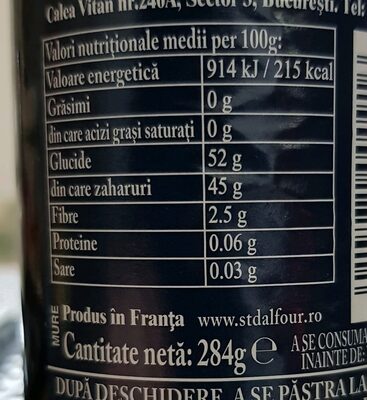 Calea Vitan nr.240A, Sector 3, București. Tel:
Valori nutriționale medii per 100g:
Valoare energetică 914 kJ / 215 kcal
Grăsimi 0 g
din care acizi grași saturați 0 g
Glucide 52 g
din care zaharuri 45 g
Fibre 2.5 g
Proteine 0.06 g
Sare 0.03 g
MURE
Produs în Franța www.stdalfour.ro
Cantitate netă: 284g e
A SE CONSUMA
INAINTE DE:
DUPĂ DESCHIDERE, A SE PĂSTRA LA